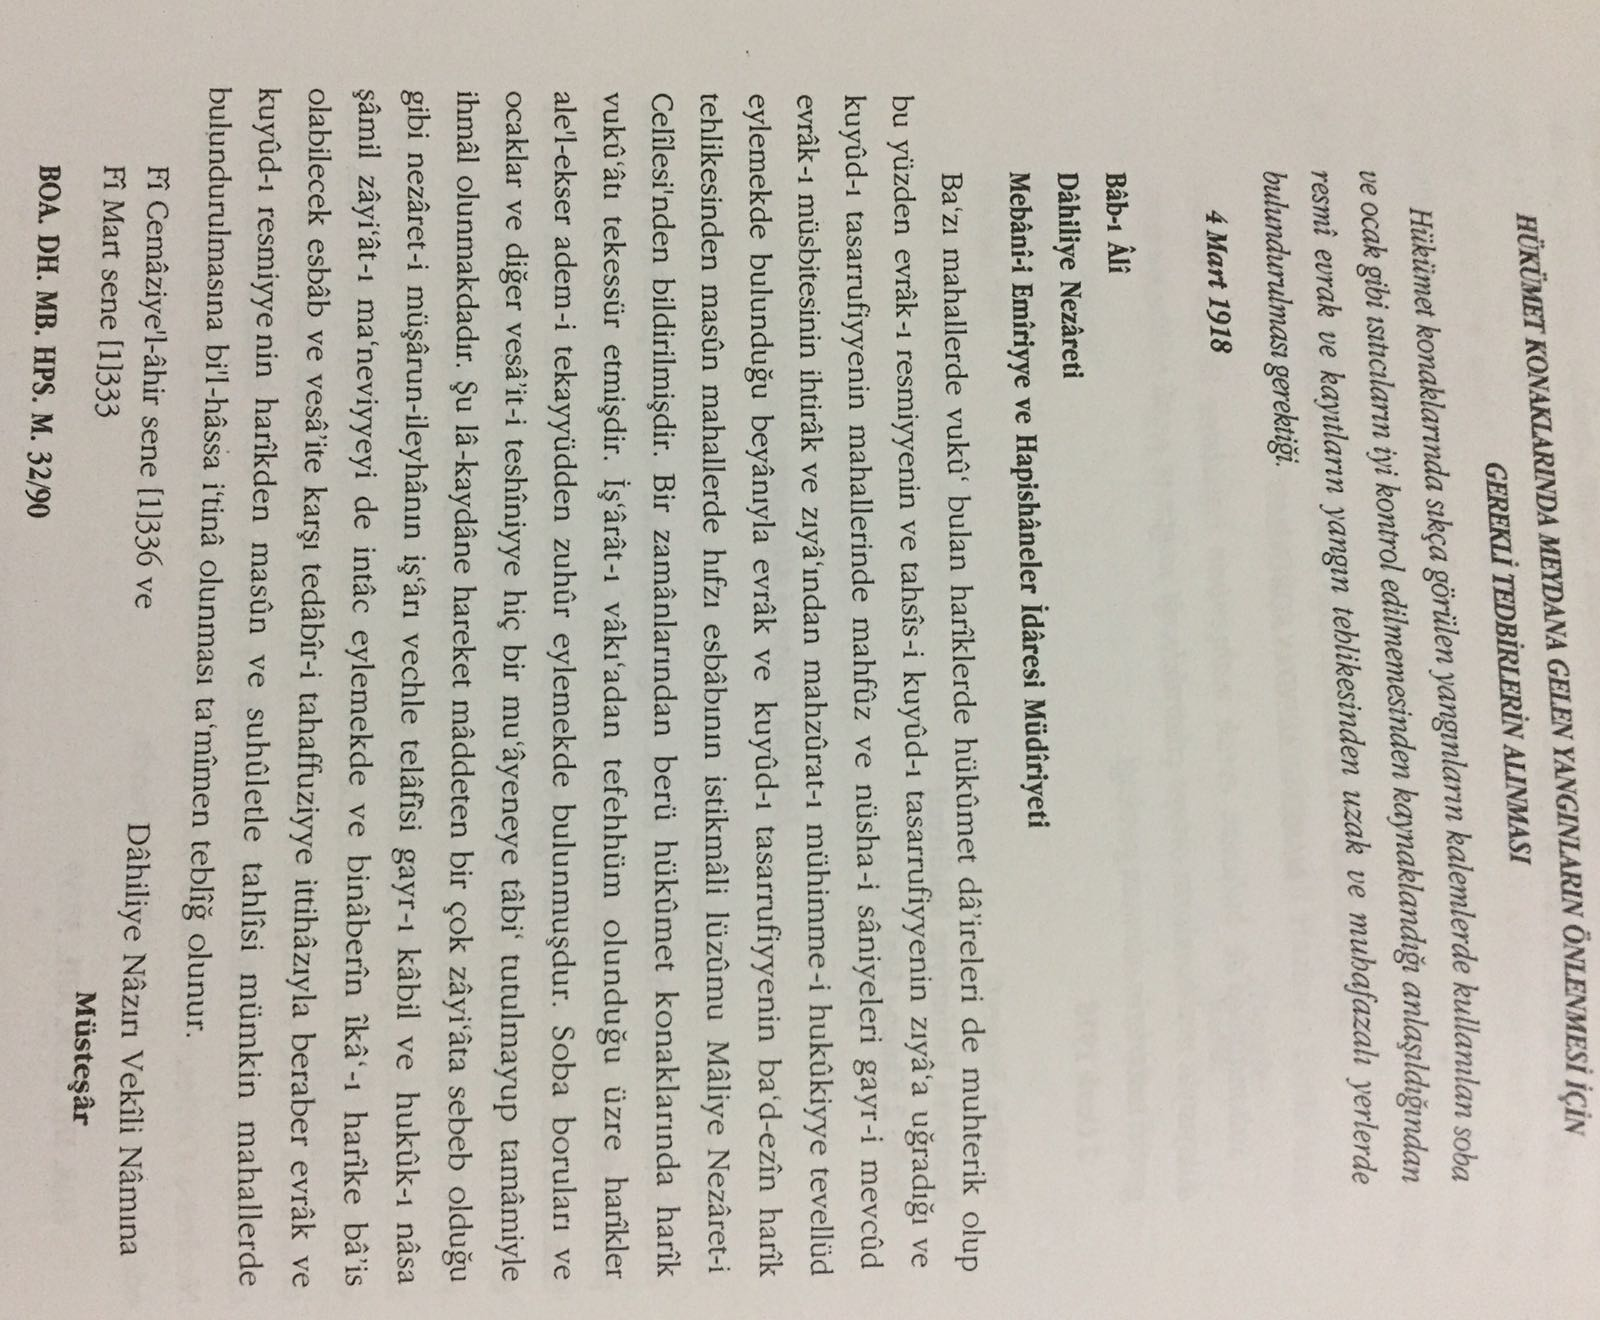 HÜKÜMET KONAKLARINDA MEYDANA GELEN YANGINLARIN ÖNLENMESİ İÇİN
GEREKLİ TEDBİRLERİN ALINMASI
Hükümet konaklarında sıkça görülen yangınların kalemlerde kullanılan soba
ve ocak gibi ısıtıcıların iyi kontrol edilmemesinden kaynaklandığı anlaşıldığından
resmî evrak ve kayıtların yangın tehlikesinden uzak ve muhafazalı yerlerde
bulundurulması gerektiği.
4 Mart 1918
Bâb-ı Âlî
Dâhiliye Nezâreti
Mebânî-i Emîriyye ve Hapishâneler İdâresi Müdîriyeti
Ba‘zı mahallerde vukû‘ bulan harîklerde hükûmet dâ’ireleri de muhterik olup
bu yüzden evrâk-ı resmiyyenin ve tahsîs-i kuyûd-ı tasarrufiyyenin zıyâ‘a uğradığı ve
kuyûd-ı tasarrufiyyenin mahallerinde mahfûz ve nüsha-i sâniyeleri gayr-i mevcûd
evrâk-ı müsbitesinin ihtirâk ve zıyâ‘ından mahzûrat-ı mühimme-i hukûkiyye tevellüd
eylemekde bulunduğu beyânıyla evrâk ve kuyûd-ı tasarrufiyyenin ba‘d-ezîn harîk
tehlikesinden masûn mahallerde hıfzı esbâbının istikmâli lüzûmu Mâliye Nezâret-i
Celîlesi'nden bildirilmişdir. Bir zamânlarından berü hükûmet konaklarında harîk
vukû‘âtı tekessür etmişdir. İş‘ârât-ı vâkı‘adan tefehhüm olunduğu üzre harîkler
ale'l-ekser adem-i tekayyüdden zuhûr eylemekde bulunmuşdur. Soba boruları ve
ocaklar ve diğer vesâ’it-i teshîniyye hiç bir mu‘âyeneye tâbi‘ tutulmayup tamâmiyle
ihmâl olunmakdadır. Şu lâ-kaydâne hareket mâddeten bir çok zâyi‘âta sebeb olduğu
gibi nezâret-i müşârun-ileyhânın iş‘ârı vechle telâfîsi gayr-ı kâbil ve hukûk-ı nâsa
şâmil zâyi‘ât-ı ma‘neviyyeyi de intâc eylemekde ve binâberîn îkâ‘-ı harîke bâ’is
olabilecek esbâb ve vesâ’ite karşı tedâbîr-i tahaffuziyye ittihâzıyla beraber evrâk ve
kuyûd-ı resmiyye nin harîkden masûn ve suhûletle tahlîsi mümkin mahallerde
bulundurulmasına bi'l-hâssa i‘tinâ olunması ta‘mîmen teblîğ olunur.
Fî Cemâziye'l-âhir sene [1]336 ve
Fî Mart sene [1]333
Dâhiliye Nâzırı Vekîli Nâmına
Müsteşâr
BOA. DH. MB. HPS. M. 32/90